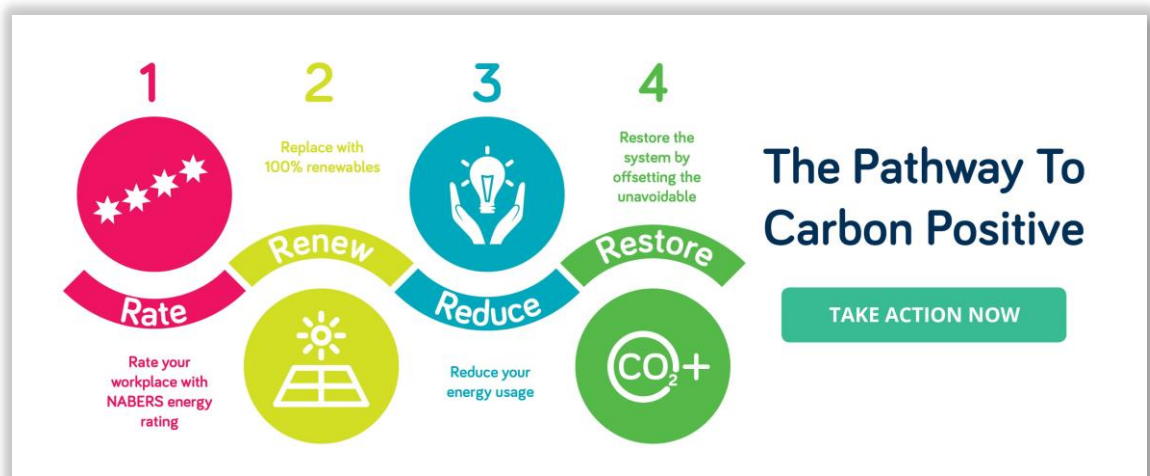 1
Rate
Rate your
workplace with
NABERS energy
rating
2
Replace with
100% renewables
Renew
3
Reduce
Reduce your
energy usage
4
Restore the
system by
offsetting the
unavoidable
Restore
CO2+
The Pathway To
Carbon Positive
TAKE ACTION NOW